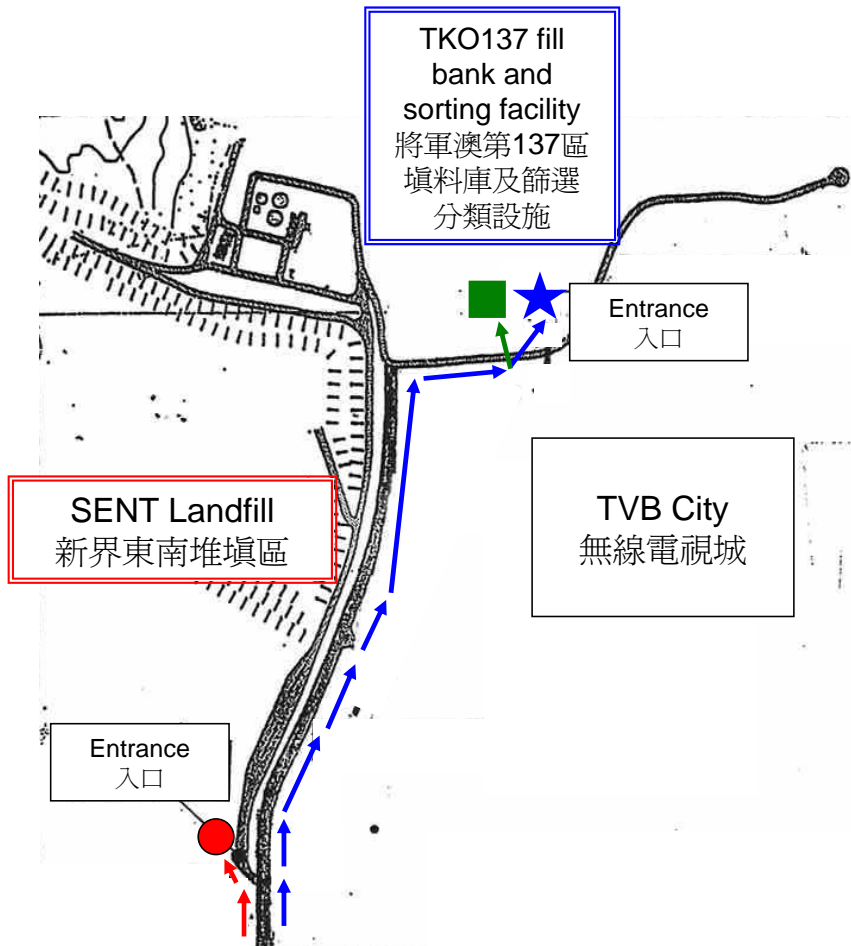 TKO137 fill
bank and
sorting facility
將軍澳第137區
填料庫及篩選
分類設施
Entrance
入口
SENT Landfill
新界東南堆填區
TVB City
無線電視城
Entrance
入口